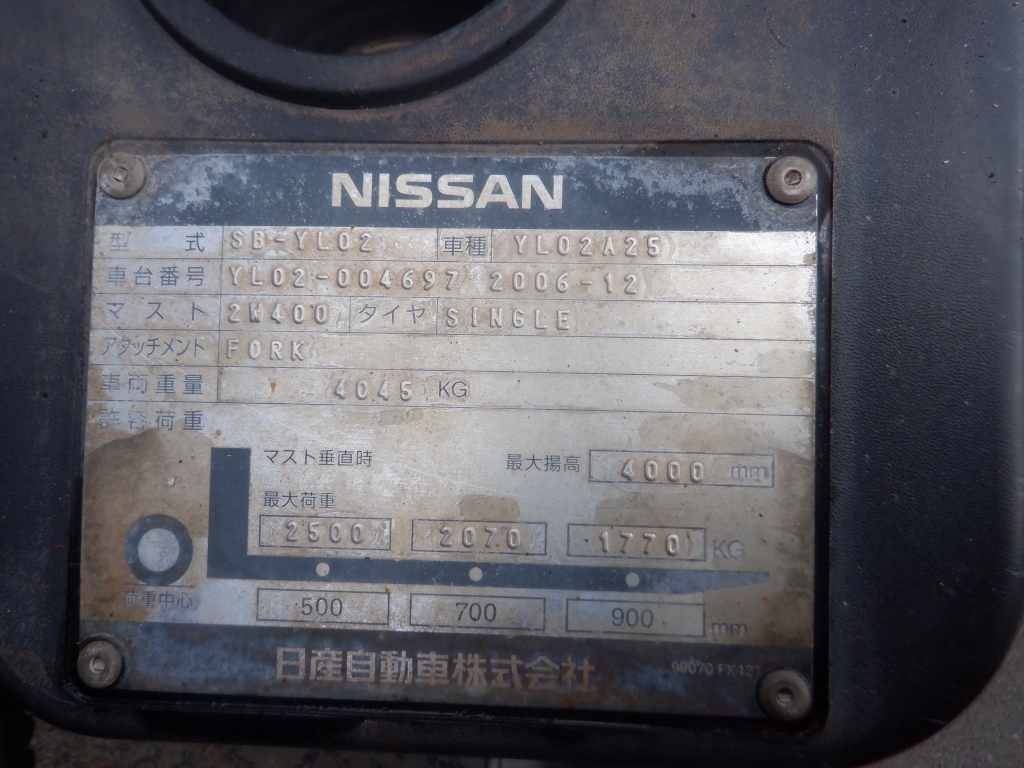 NISSAN
型 式 SB-YL02 車種 YL02A25
車台番号 YL02-004697 2006-12
マスト 2W400 タイヤ SINGLE
アタッチメント FORK
車両重量 4045 KG
許容荷重
マスト垂直時 最大揚高 4000 mm
最大荷重
2500 2070 1770 KG
荷重中心 500 700 900 mm
日産自動車株式会社 99070